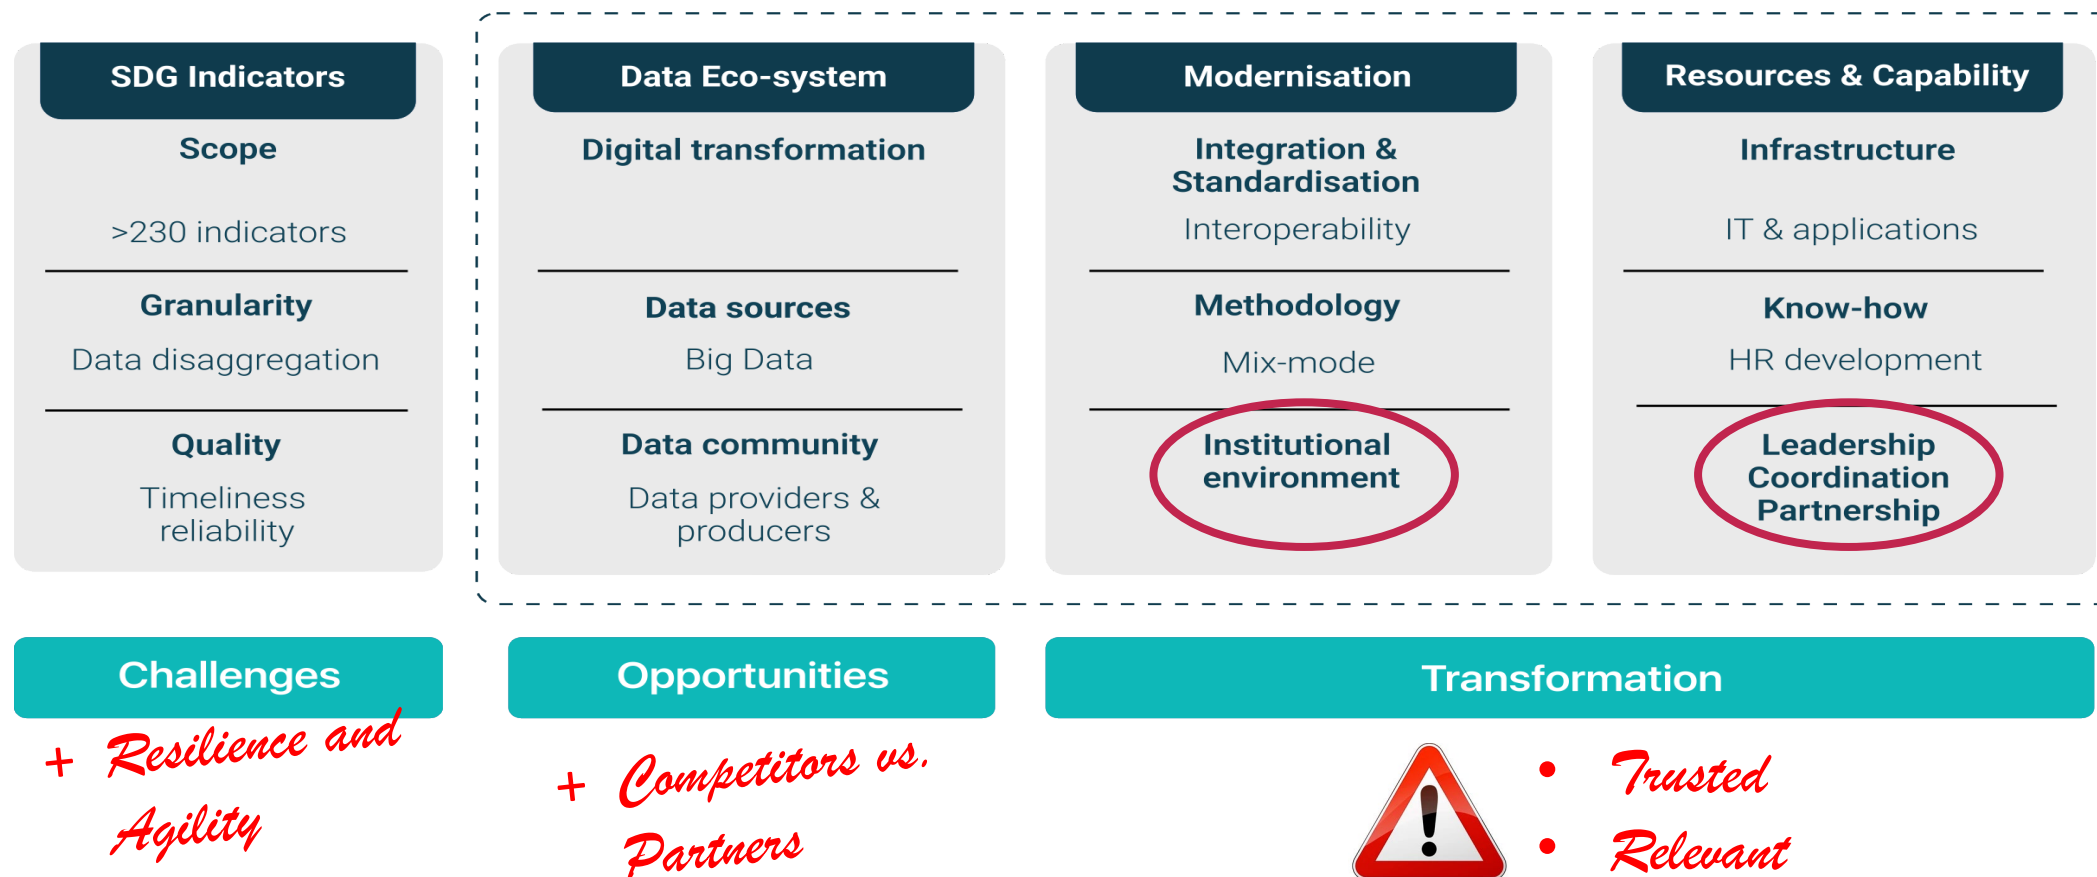 SDG Indicators
Scope
>230 indicators
Granularity
Data disaggregation
Quality
Timeliness
reliability
Data Eco-system
Digital transformation
Data sources
Big Data
Data community
Data providers &
producers
Modernisation
Integration &
Standardisation
Interoperability
Methodology
Mix-mode
Institutional
environment
Resources & Capability
Infrastructure
IT & applications
Know-how
HR development
Leadership
Coordination
Partnership
Challenges
+ Resilience and
Agility
Opportunities
+ Competitors vs.
Partners
Transformation
• Trusted
• Relevant